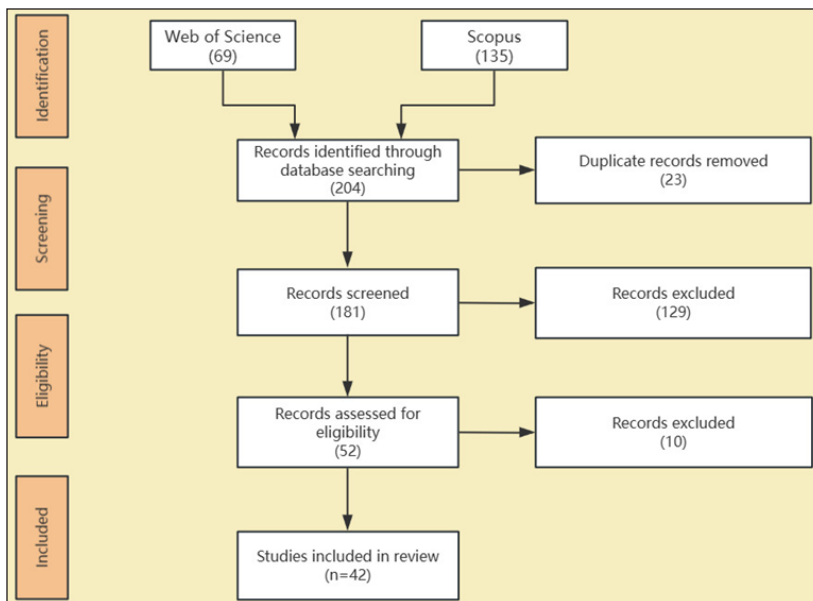 Identification
Web of Science
(69)
Scopus
(135)
Records identified through
database searching
(204)
Duplicate records removed
(23)
Screening
Records screened
(181)
Records excluded
(129)
Eligibility
Records assessed for
eligibility
(52)
Records excluded
(10)
Included
Studies included in review
(n=42)